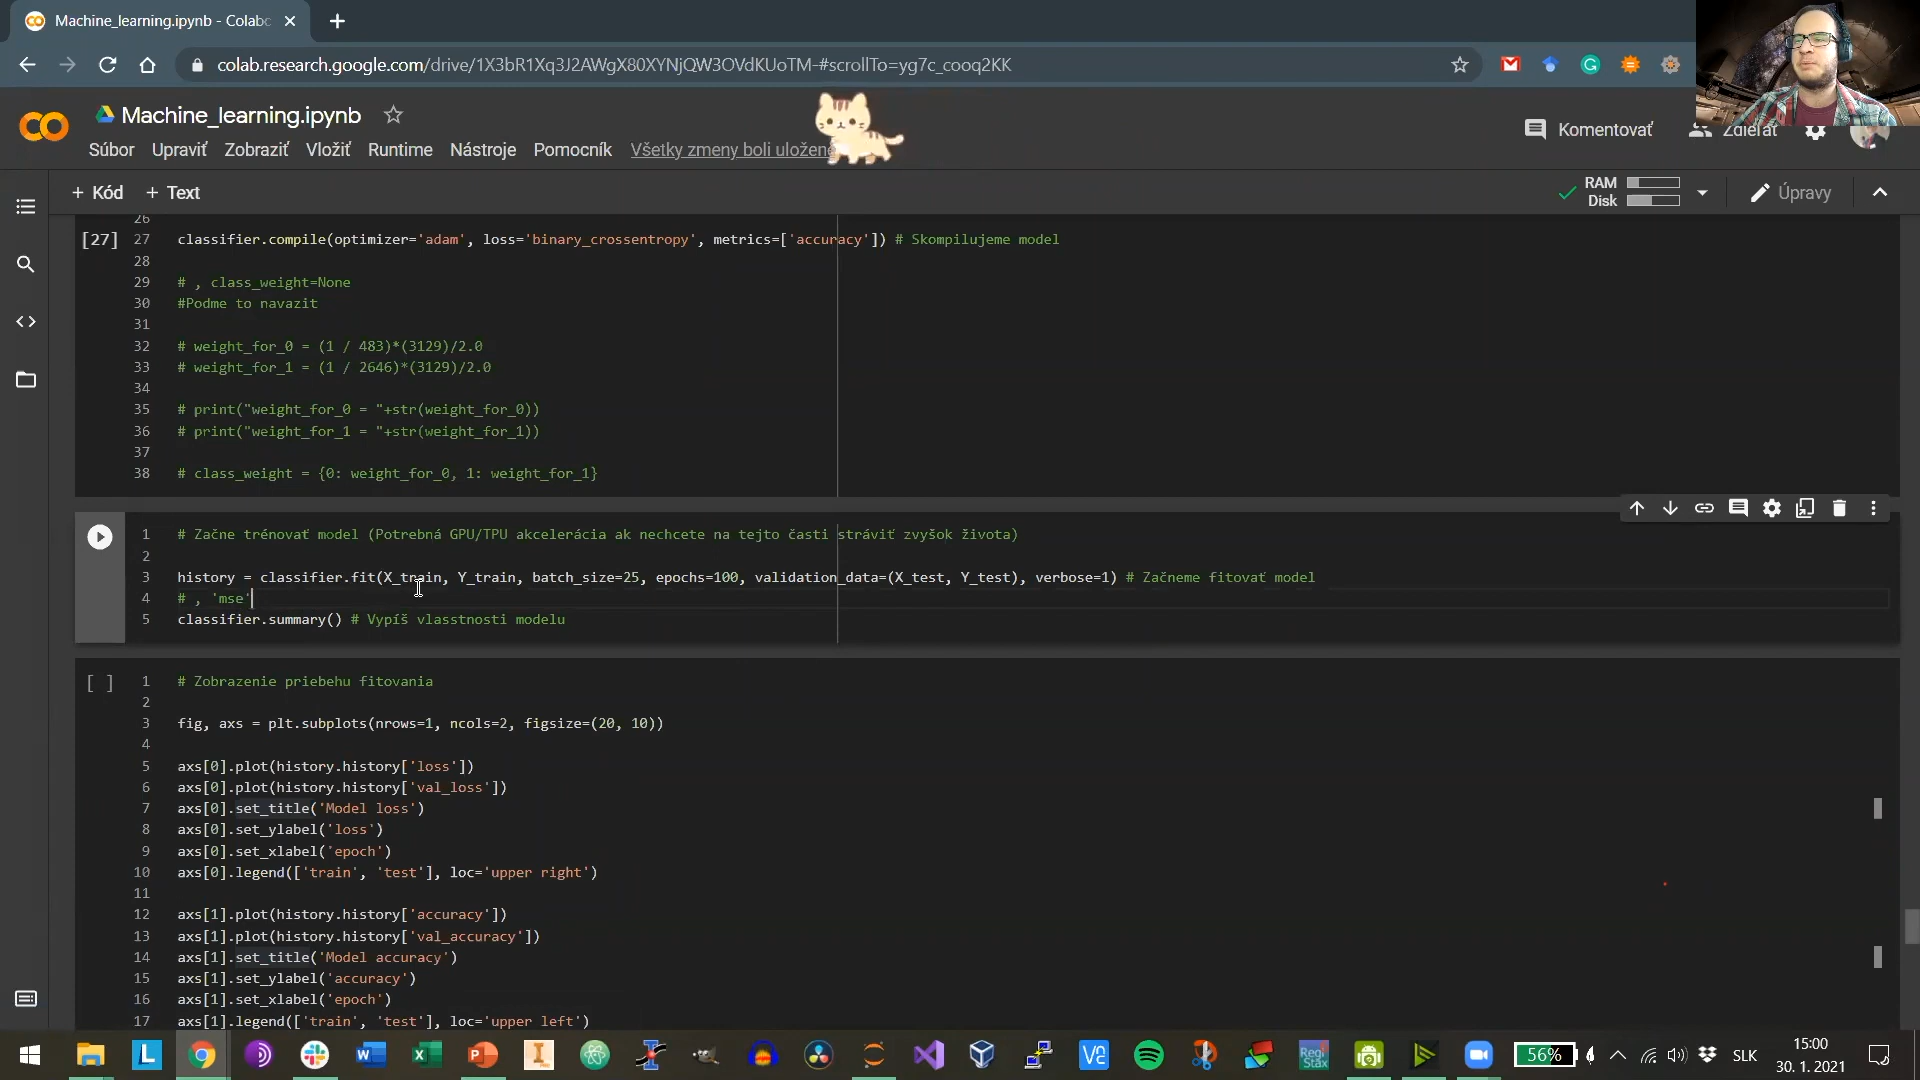 Machine_learning.ipynb - Colabc
colab.research.google.com/drive/1X3bR1Xq3J2AWgX80XYNjQW3OVdKUoTM-#scrollTo=yg7c_cooq2KK
Machine_learning.ipynb
Komentovať
Zdieľať
Súbor Upraviť Zobraziť Vložiť Runtime Nástroje Pomocník Všetky zmeny boli uložené
+ Kód + Text
RAM
Disk
Úpravy
26
[27] 27 classifier.compile(optimizer='adam', loss='binary_crossentropy', metrics=['accuracy']) # Skompilujeme model
28
29 # , class_weight=None
30 #Podme to navazit
31
32 # weight_for_0 = (1 / 483)*(3129)/2.0
33 # weight_for_1 = (1 / 2646)*(3129)/2.0
34
35 # print("weight_for_0 = "+str(weight_for_0))
36 # print("weight_for_1 = "+str(weight_for_1))
37
38 # class_weight = {0: weight_for_0, 1: weight_for_1}
1 # Začne trénovať model (Potrebná GPU/TPU akcelerácia ak nechcete na tejto časti stráviť zvyšok života)
2
3 history = classifier.fit(X_train, Y_train, batch_size=25, epochs=100, validation_data=(X_test, Y_test), verbose=1) # Začneme fitovať model
4 # , 'mse'
5 classifier.summary() # Vypíš vlasstnosti modelu
[ ] 1 # Zobrazenie priebehu fitovania
2
3 fig, axs = plt.subplots(nrows=1, ncols=2, figsize=(20, 10))
4
5 axs[0].plot(history.history['loss'])
6 axs[0].plot(history.history['val_loss'])
7 axs[0].set_title('Model loss')
8 axs[0].set_ylabel('loss')
9 axs[0].set_xlabel('epoch')
10 axs[0].legend(['train', 'test'], loc='upper right')
11
12 axs[1].plot(history.history['accuracy'])
13 axs[1].plot(history.history['val_accuracy'])
14 axs[1].set_title('Model accuracy')
15 axs[1].set_ylabel('accuracy')
16 axs[1].set_xlabel('epoch')
17 axs[1].legend(['train', 'test'], loc='upper left')
56%
SLK
15:00
30. 1. 2021